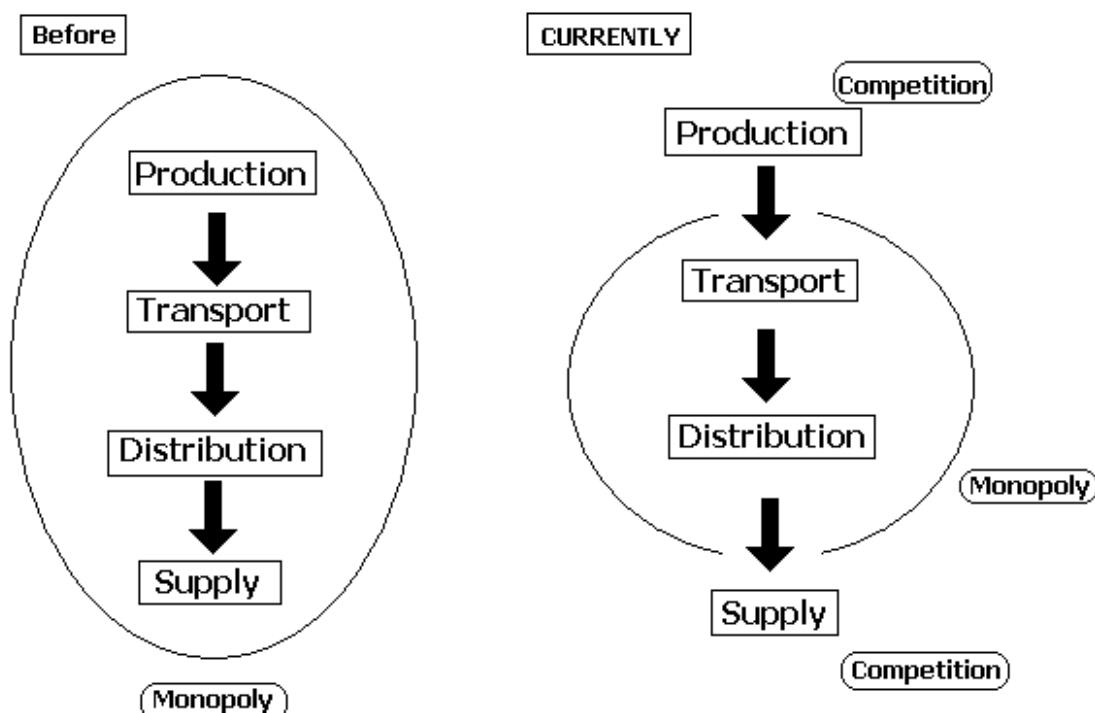 Before
Production
Transport
Distribution
Supply
Monopoly
CURRENTLY
Competition
Production
Transport
Distribution
Monopoly
Supply
Competition